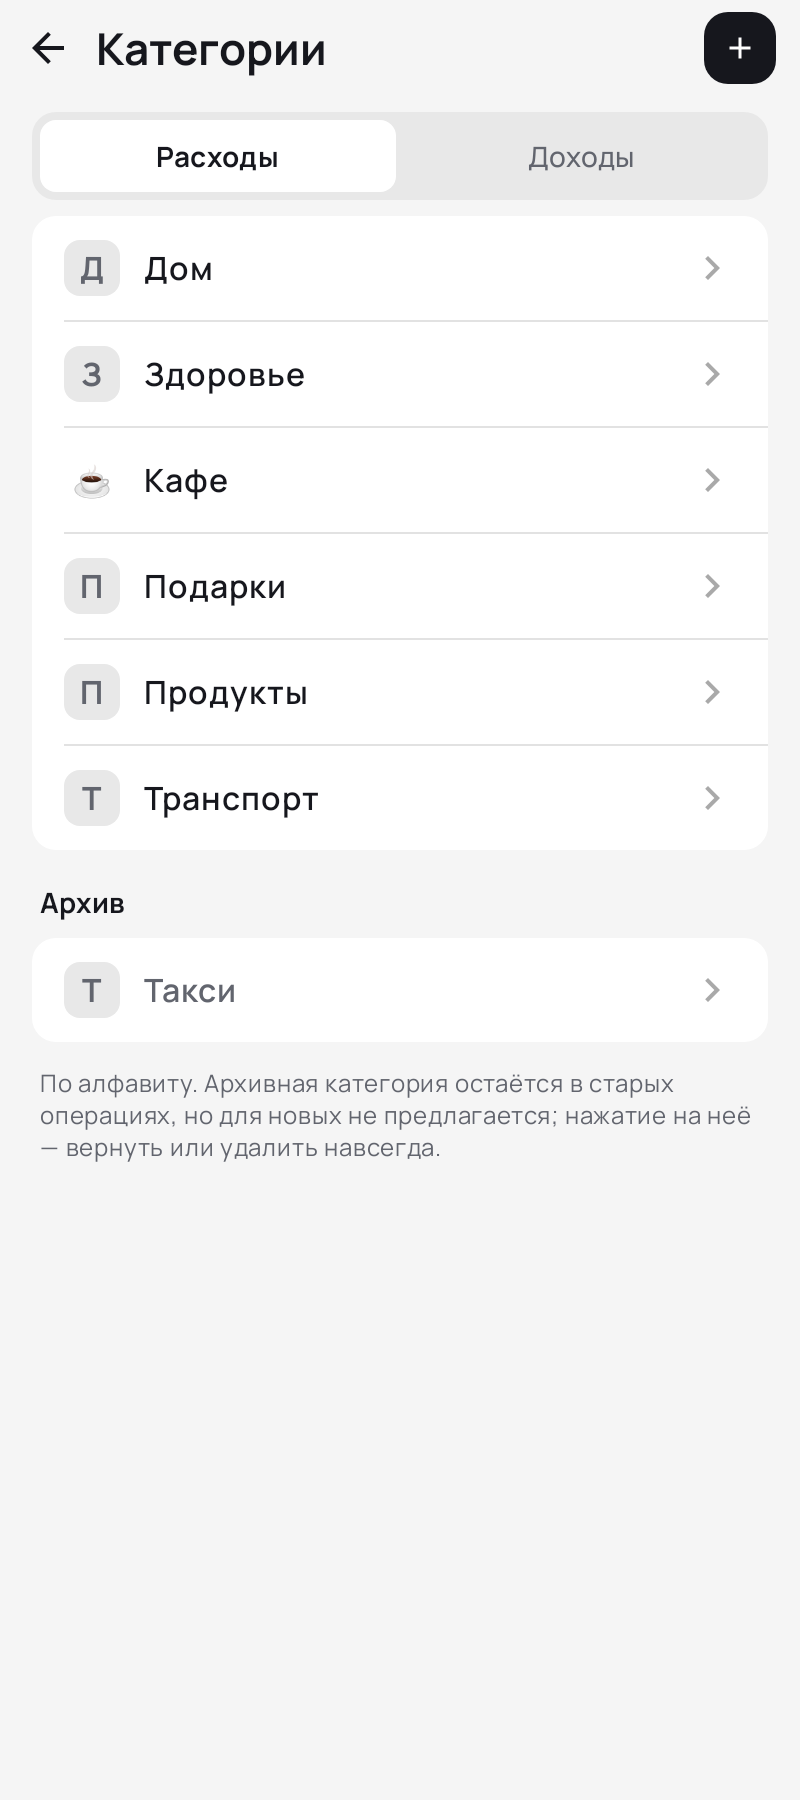 Категории
Расходы
Доходы
Д Дом
З Здоровье
Кафе
П Подарки
П Продукты
Т Транспорт
Архив
Т Такси
По алфавиту. Архивная категория остаётся в старых
операциях, но для новых не предлагается; нажатие на неё
— вернуть или удалить навсегда.